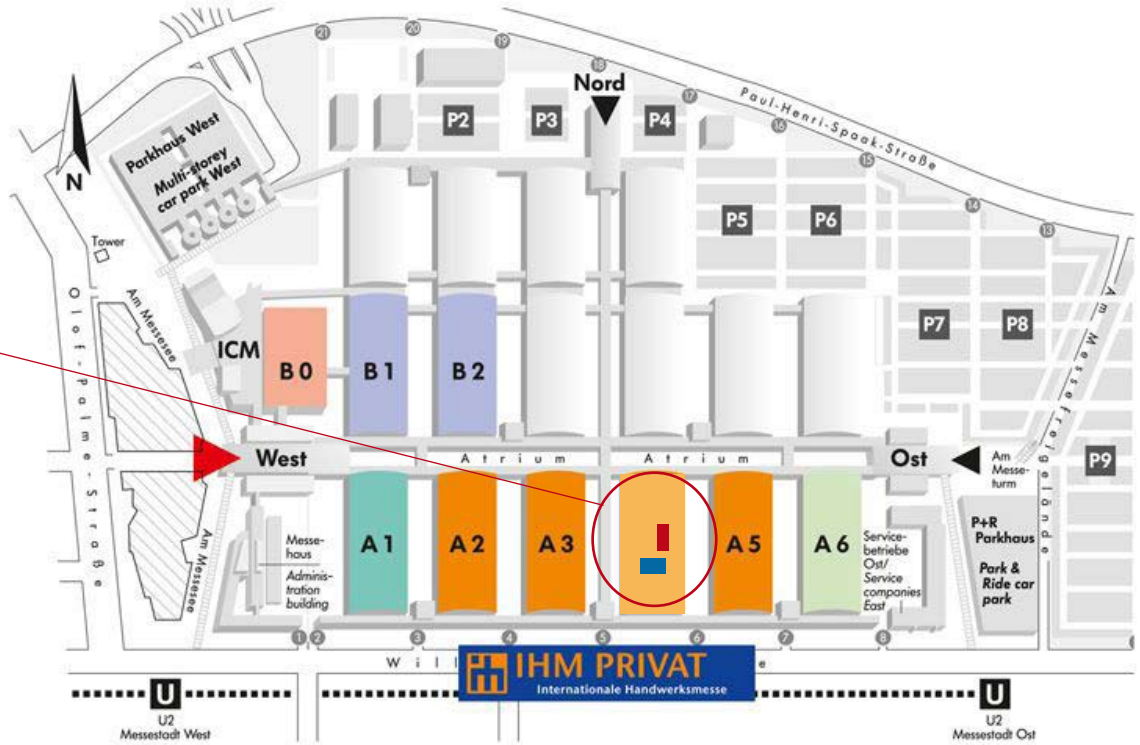 21
20
19
18
Nord
17
16
15
14
13
Paul-Henri-Spaak-Straße
P2
P3
P4
Parkhaus West
Multi-storey
car park West
N
P5
P6
Tower
Olof-Palme-Straße
Am Messesee
ICM
B 0
B 1
B 2
P7
P8
Am Messefreigelände
West
Atrium
Atrium
Ost
Am
Messe-
turm
P9
Am Messesee
Messe-
haus
Adminis-
tration
building
A 1
A 2
A 3
A 5
A 6
Service-
betriebe
Ost/
Service
companies
East
P+R
Parkhaus
Park &
Ride car
park
1
2
3
4
5
6
7
8
Will
e
IHM PRIVAT
Internationale Handwerksmesse
U
U2
Messestadt West
U
U2
Messestadt Ost